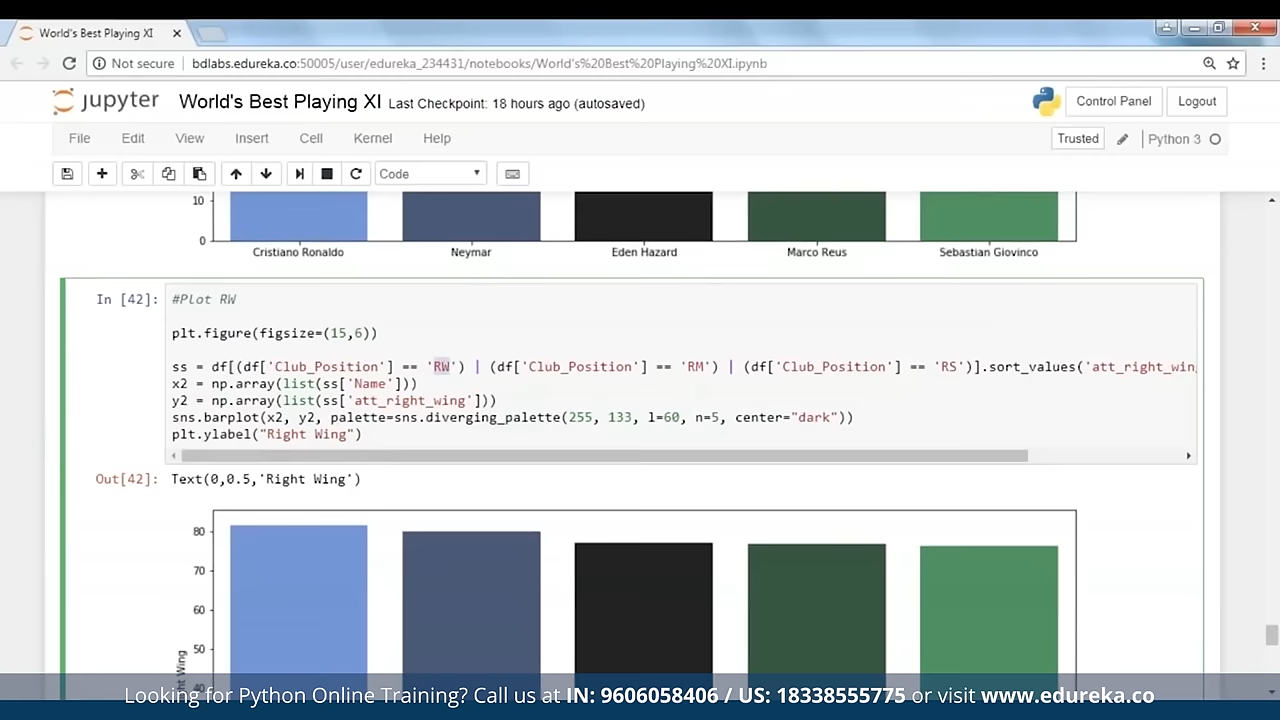 World's Best Playing XI
Not secure | bdlabs.edureka.co:50005/user/edureka_234431/notebooks/World's%20Best%20Playing%20XI.ipynb
jupyter World's Best Playing XI Last Checkpoint: 18 hours ago (autosaved) Control Panel Logout
File Edit View Insert Cell Kernel Help Trusted Python 3
Code
10
0
Cristiano Ronaldo Neymar Eden Hazard Marco Reus Sebastian Giovinco
In [42]: #Plot RW
plt.figure(figsize=(15,6))
ss = df[(df['Club_Position'] == 'RW') | (df['Club_Position'] == 'RM') | (df['Club_Position'] == 'RS')].sort_values('att_right_win
x2 = np.array(list(ss['Name']))
y2 = np.array(list(ss['att_right_wing']))
sns.barplot(x2, y2, palette=sns.diverging_palette(255, 133, l=60, n=5, center="dark"))
plt.ylabel("Right Wing")
Out[42]: Text(0,0.5,'Right Wing')
80
70
60
50
Wing
40
Looking for Python Online Training? Call us at IN: 9606058406 / US: 18338555775 or visit www.edureka.co